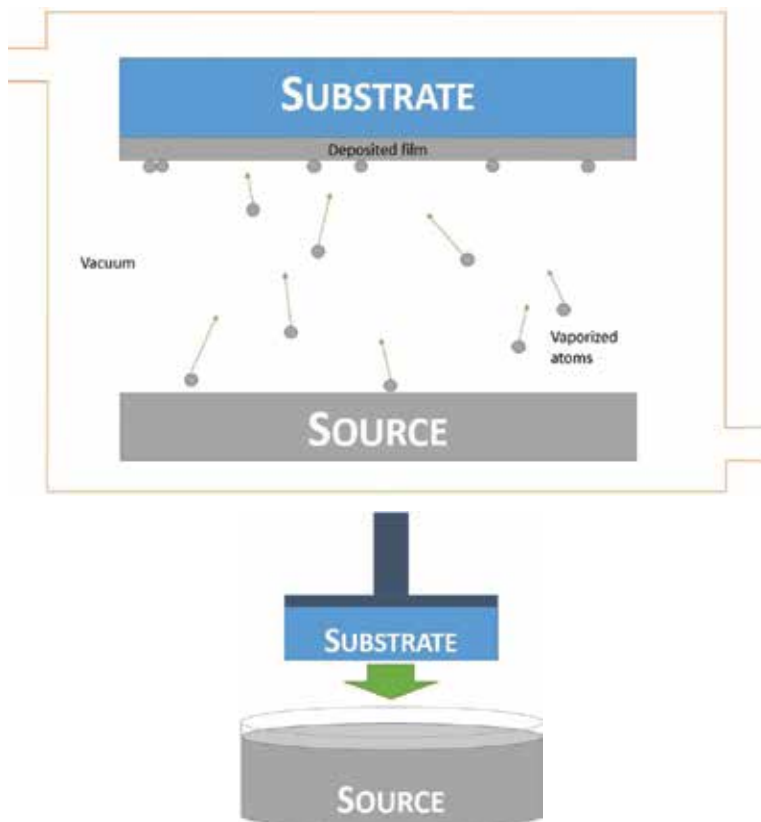 SUBSTRATE
Deposited film
Vacuum
Vaporized
atoms
SOURCE
SUBSTRATE
SOURCE